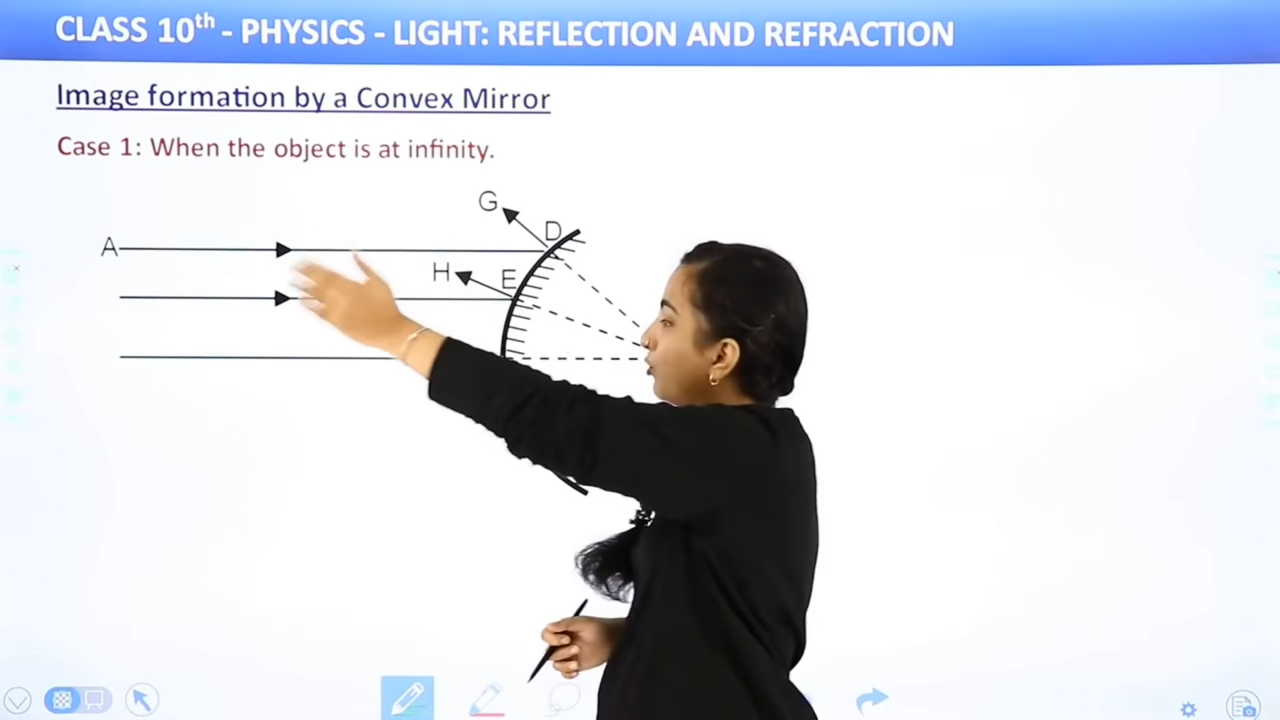 CLASS 10th - PHYSICS - LIGHT: REFLECTION AND REFRACTION
Image formation by a Convex Mirror
Case 1: When the object is at infinity.
G
D
A
H
E